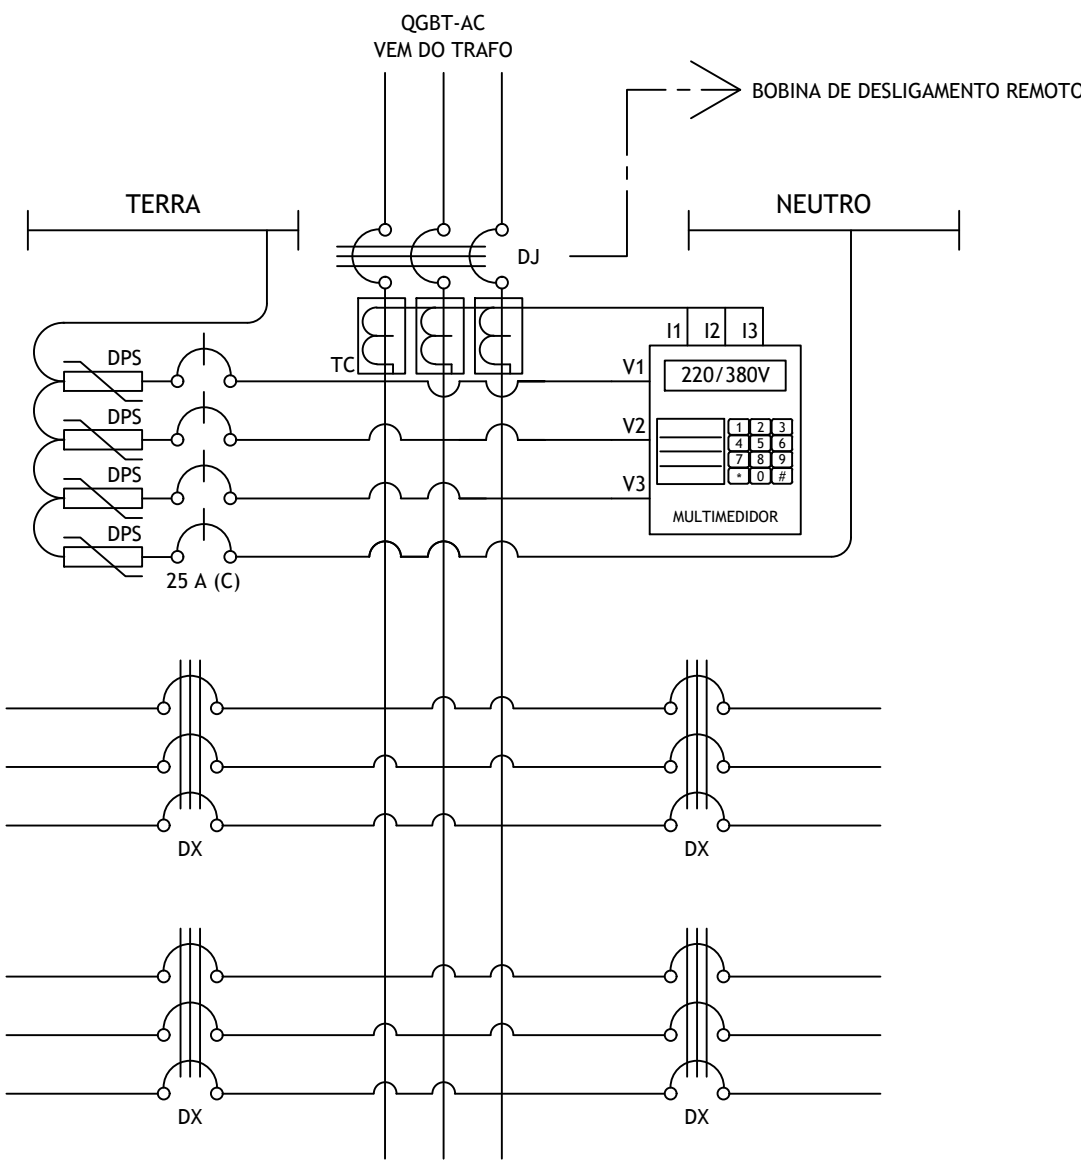 QGBT-AC
VEM DO TRAFO
BOBINA DE DESLIGAMENTO REMOTO
TERRA
NEUTRO
DJ
I1 I2 I3
TC
DPS
V1
220/380V
DPS
V2
1 2 3
4 5 6
7 8 9
* 0 #
DPS
V3
MULTIMEDIDOR
DPS
25 A (C)
DX
DX
DX
DX